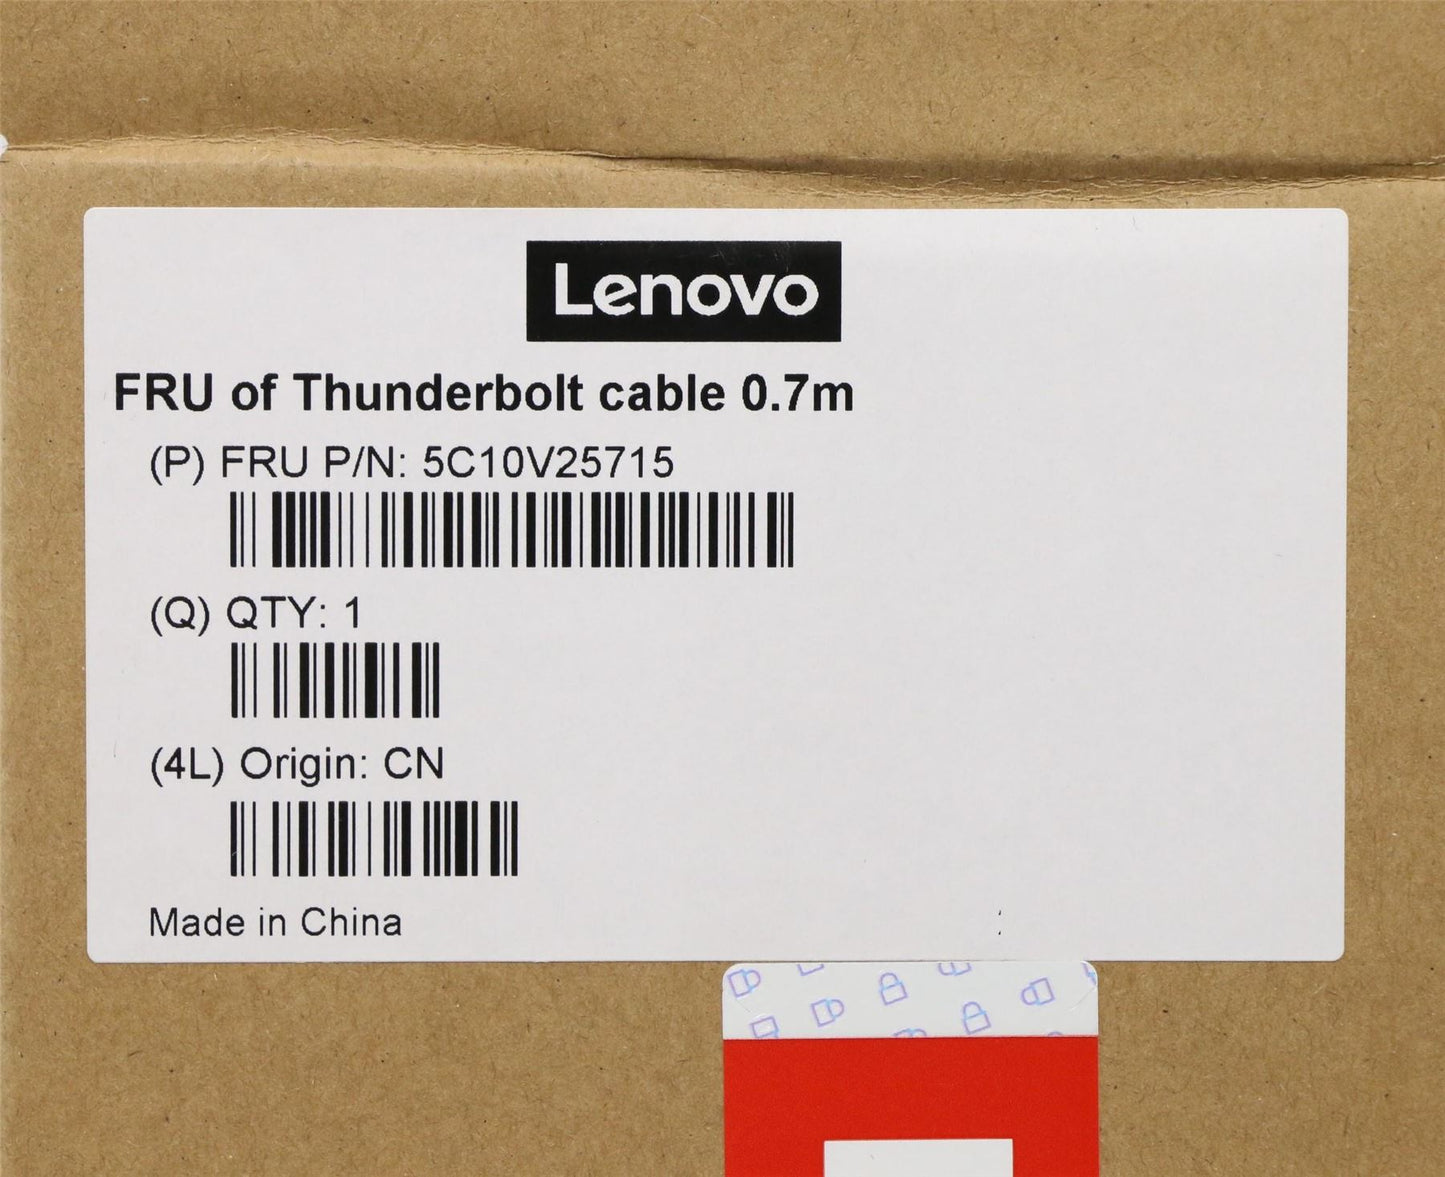 Lenovo
FRU of Thunderbolt cable 0.7m
(P) FRU P/N: 5C10V25715
(Q) QTY: 1
(4L) Origin: CN
Made in China